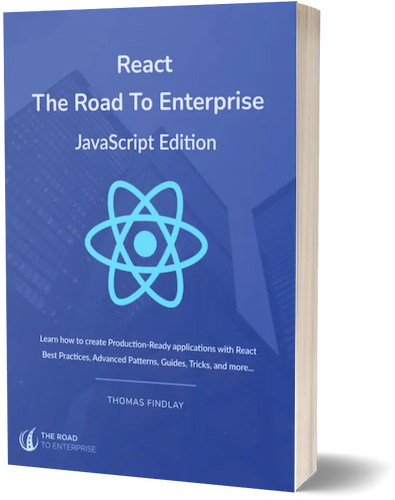 React
The Road To Enterprise
JavaScript Edition
Learn how to create Production-Ready applications with React
Best Practices, Advanced Patterns, Guides, Tricks, and more...
THOMAS FINDLAY
THE ROAD
TO ENTERPRISE